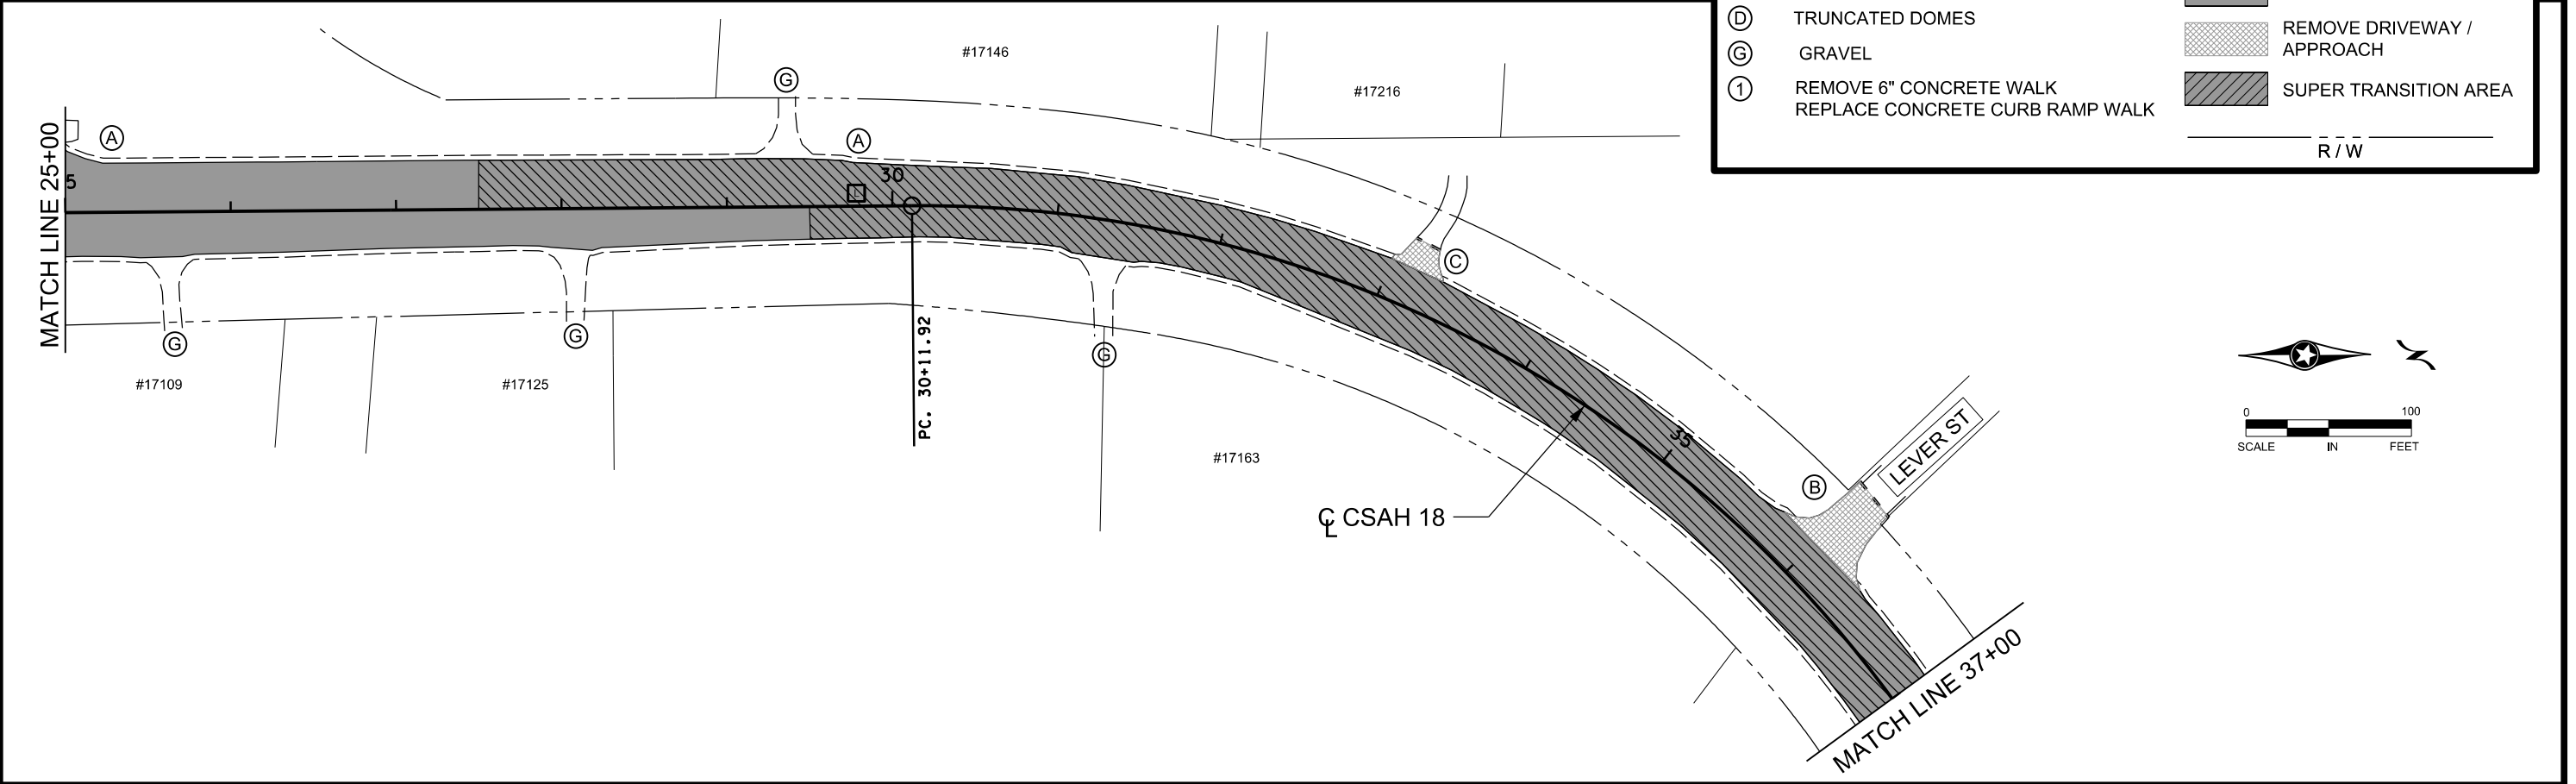 D TRUNCATED DOMES
G GRAVEL
1 REMOVE 6" CONCRETE WALK
REPLACE CONCRETE CURB RAMP WALK
REMOVE DRIVEWAY /
APPROACH
SUPER TRANSITION AREA
R / W
#17146
#17216
G
A
A
MATCH LINE 25+00
5
30
L
C
G
G
G
PC. 30+11.92
#17109
#17125
#17163
35
B
LEVER ST
℄ CSAH 18
MATCH LINE 37+00
0 100
SCALE IN FEET